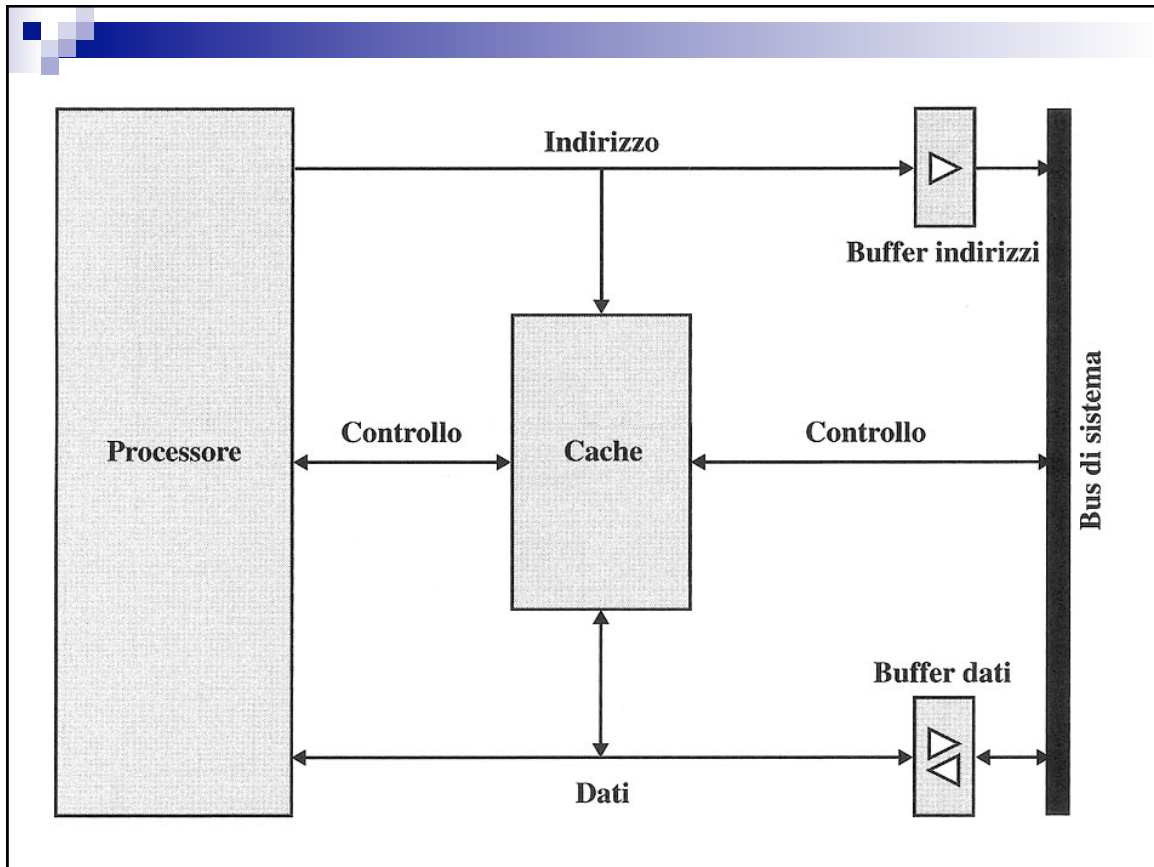 Indirizzo
Buffer indirizzi
Processore
Controllo
Cache
Controllo
Bus di sistema
Buffer dati
Dati